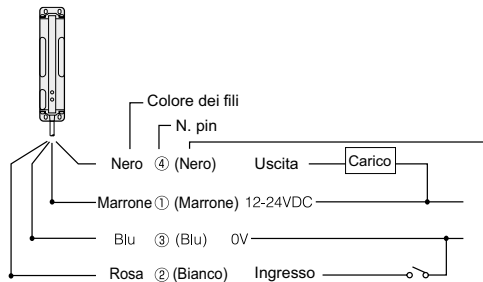 Colore dei fili
N. pin
Nero ④ (Nero) Uscita Carico
Marrone ① (Marrone) 12-24VDC
Blu ③ (Blu) 0V
Rosa ② (Bianco) Ingresso